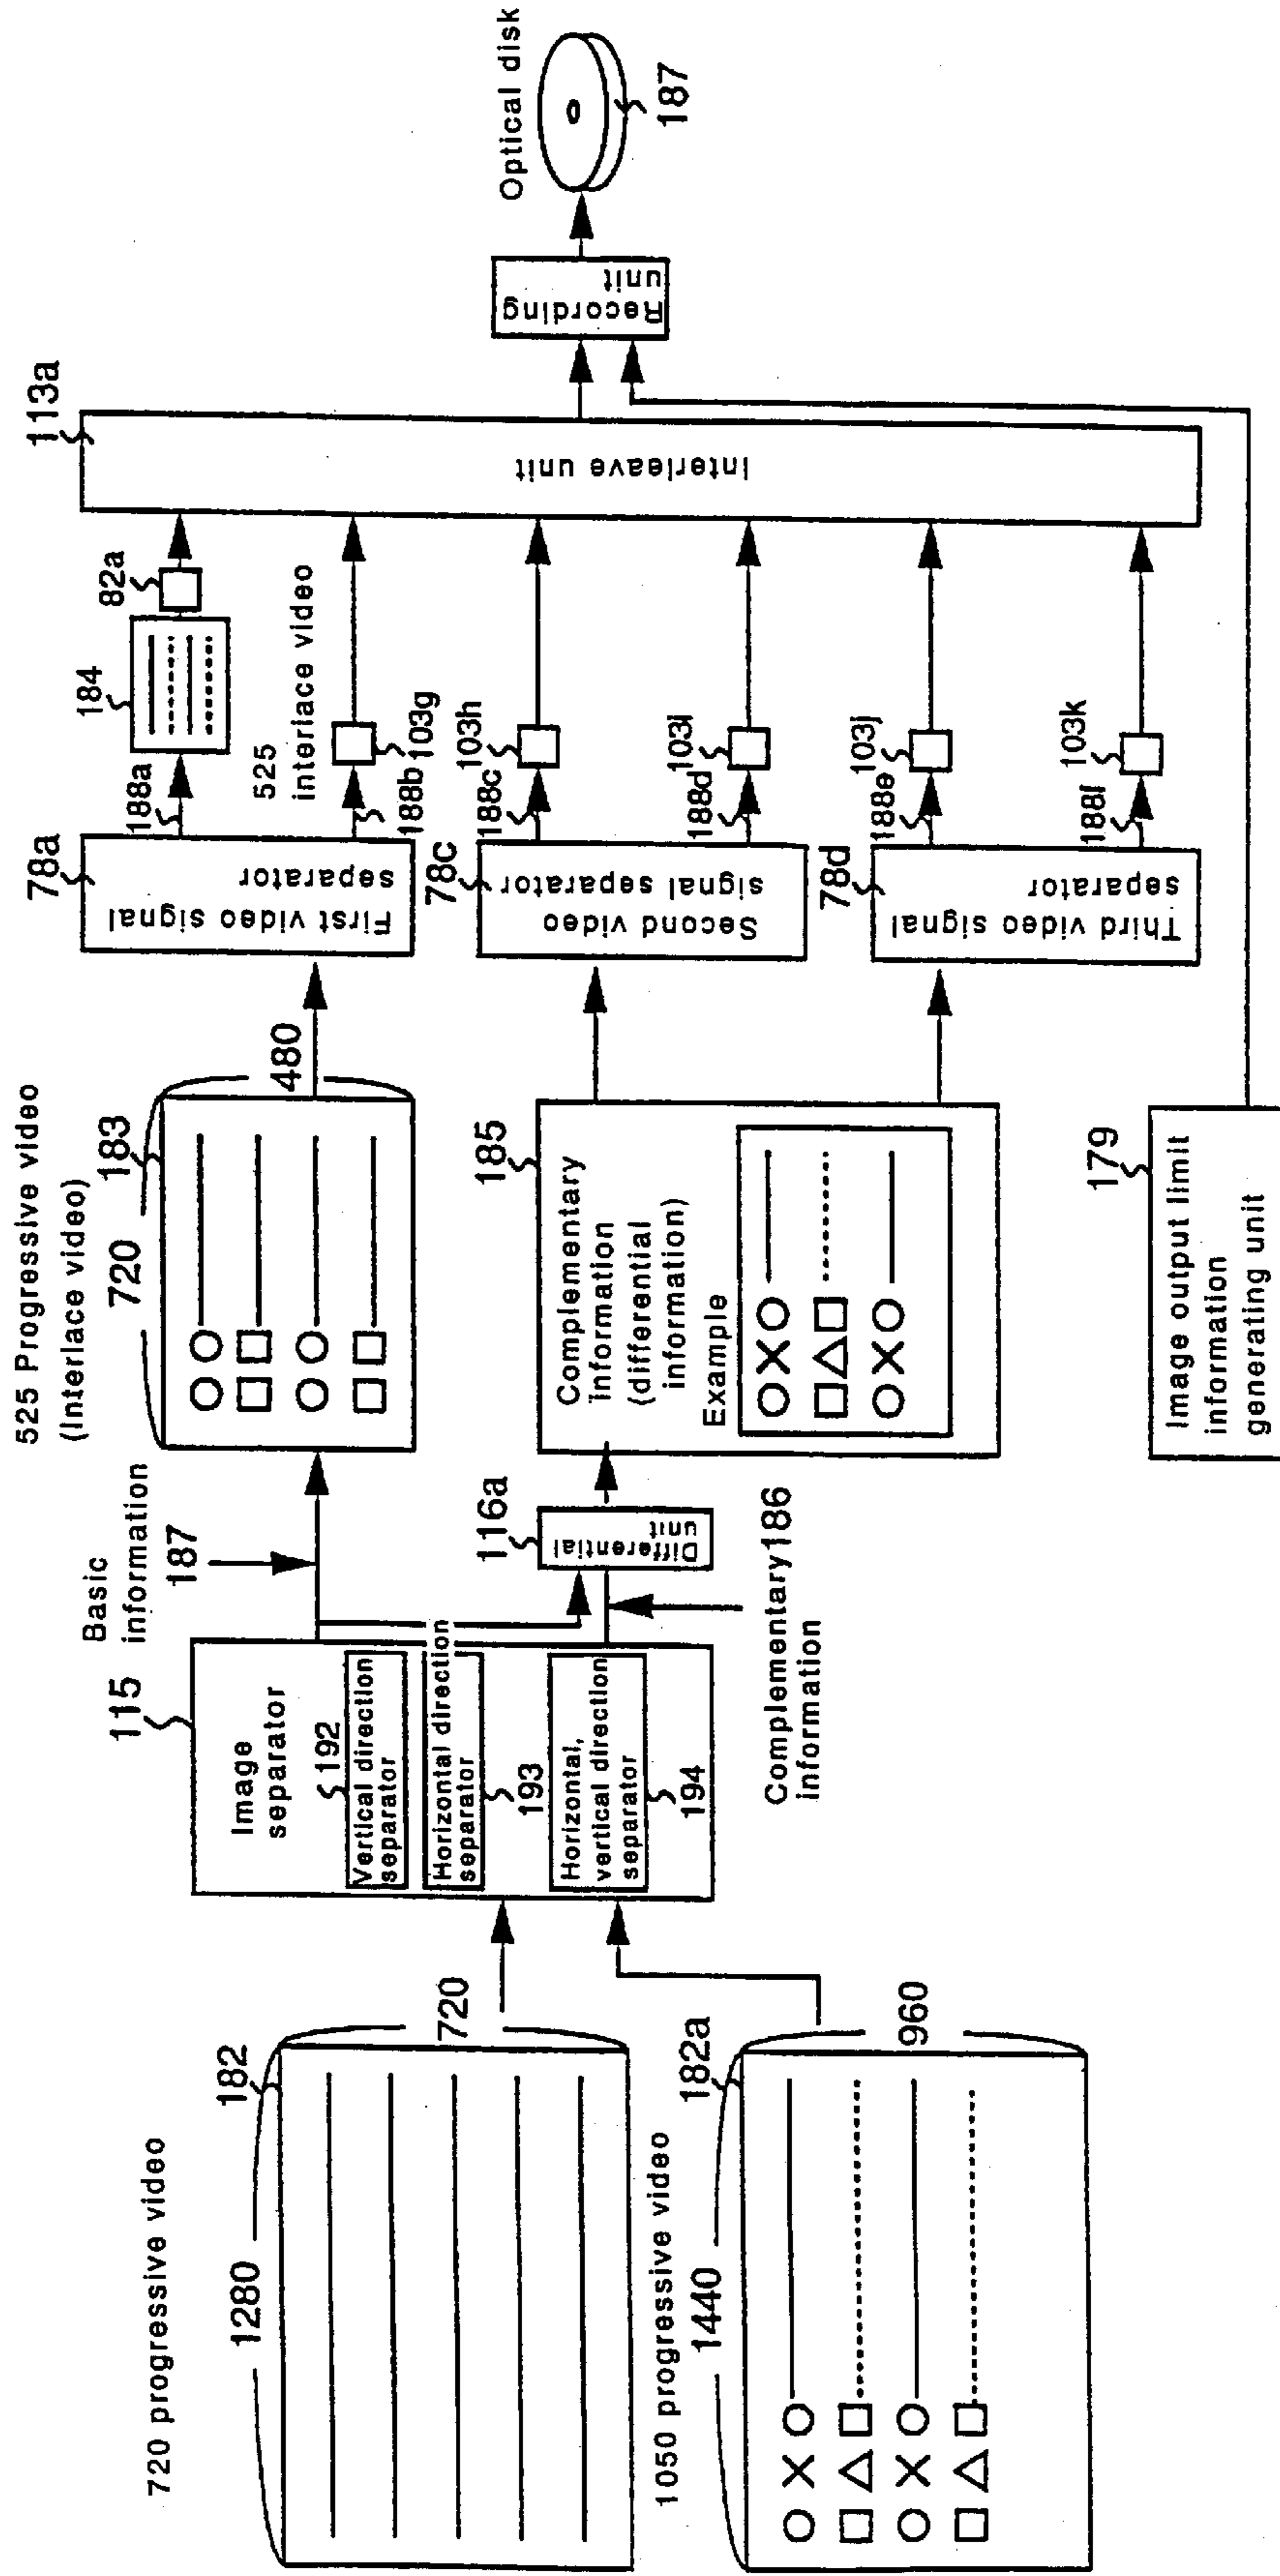 720 progressive video
1280
182
720
1050 progressive video
1440
182a
960
115
Image
separator
192
Vertical direction
separator
Horizontal direction
separator
193
Horizontal,
vertical direction
separator
194
Basic
information
187
116a
Differential
unit
Complementary186
information
525 Progressive video
(Interlace video)
720
183
480
185
Complementary
Information
(differential
information)
Example
179
Image output limit
information
generating unit
78a
First video signal
separator
78c
Second video
signal separator
78d
Third video signal
separator
188a
184
82a
525
interlace video
188b
103g
188c
103h
188d
103i
188e
103j
188f
103k
113a
Interleave unit
Recording
unit
Optical disk
187